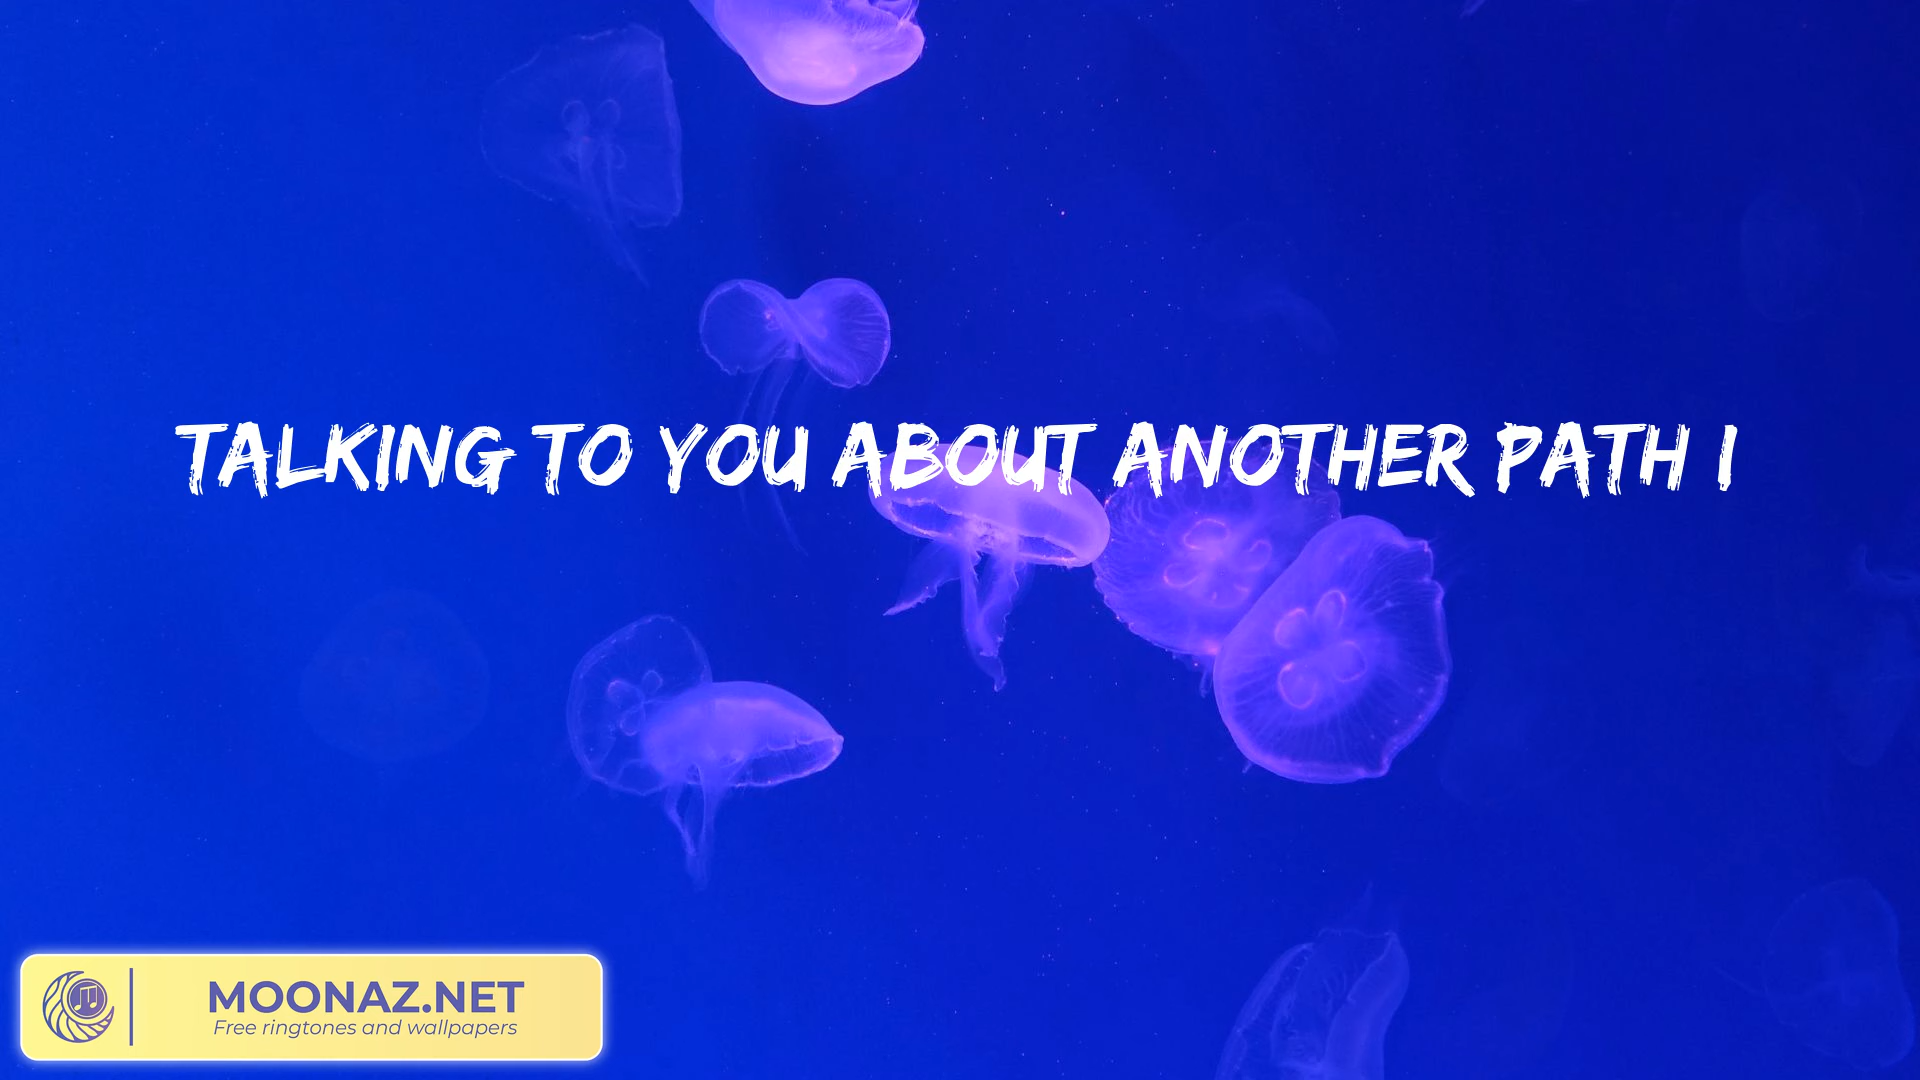 TALKING TO YOU ABOUT ANOTHER PATH I
MOONAZ.NET
Free ringtones and wallpapers